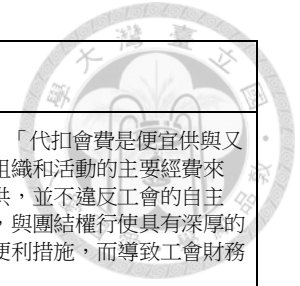 「代扣會費是便宜供與又
組織和活動的主要經費來
供，並不違反工會的自主
，與團結權行使具有深厚的
便利措施，而導致工會財務